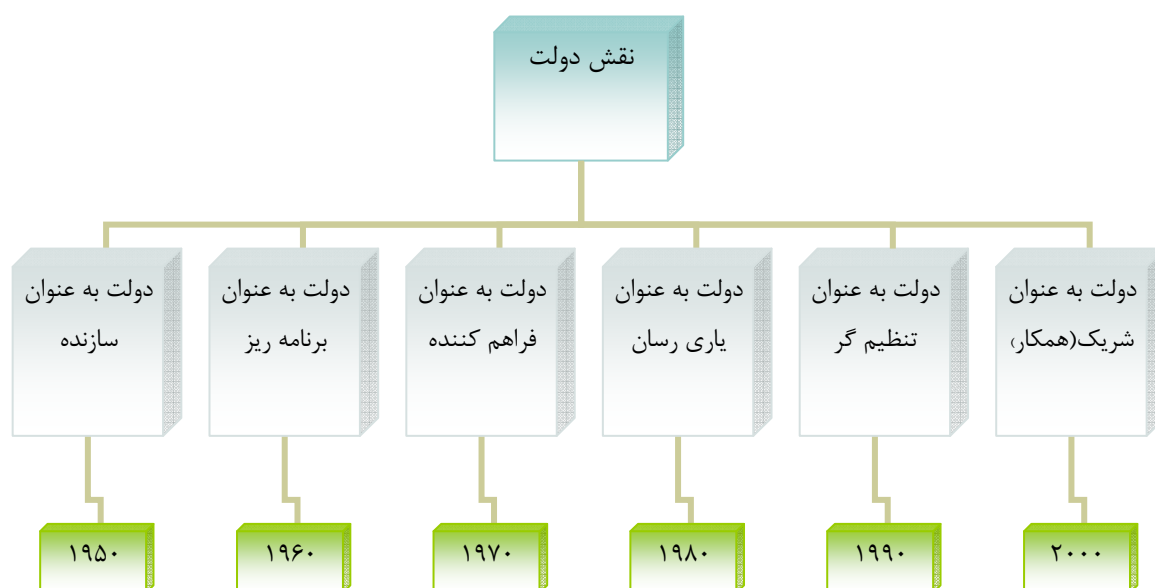 نقش دولت
دولت به عنوان
شریک(همکار)
دولت به عنوان
تنظیم گر
دولت به عنوان
یاری رسان
دولت به عنوان
فراهم کننده
دولت به عنوان
برنامه ریز
دولت به عنوان
سازنده
۲۰۰۰
۱۹۹۰
۱۹۸۰
۱۹۷۰
۱۹۶۰
۱۹۵۰